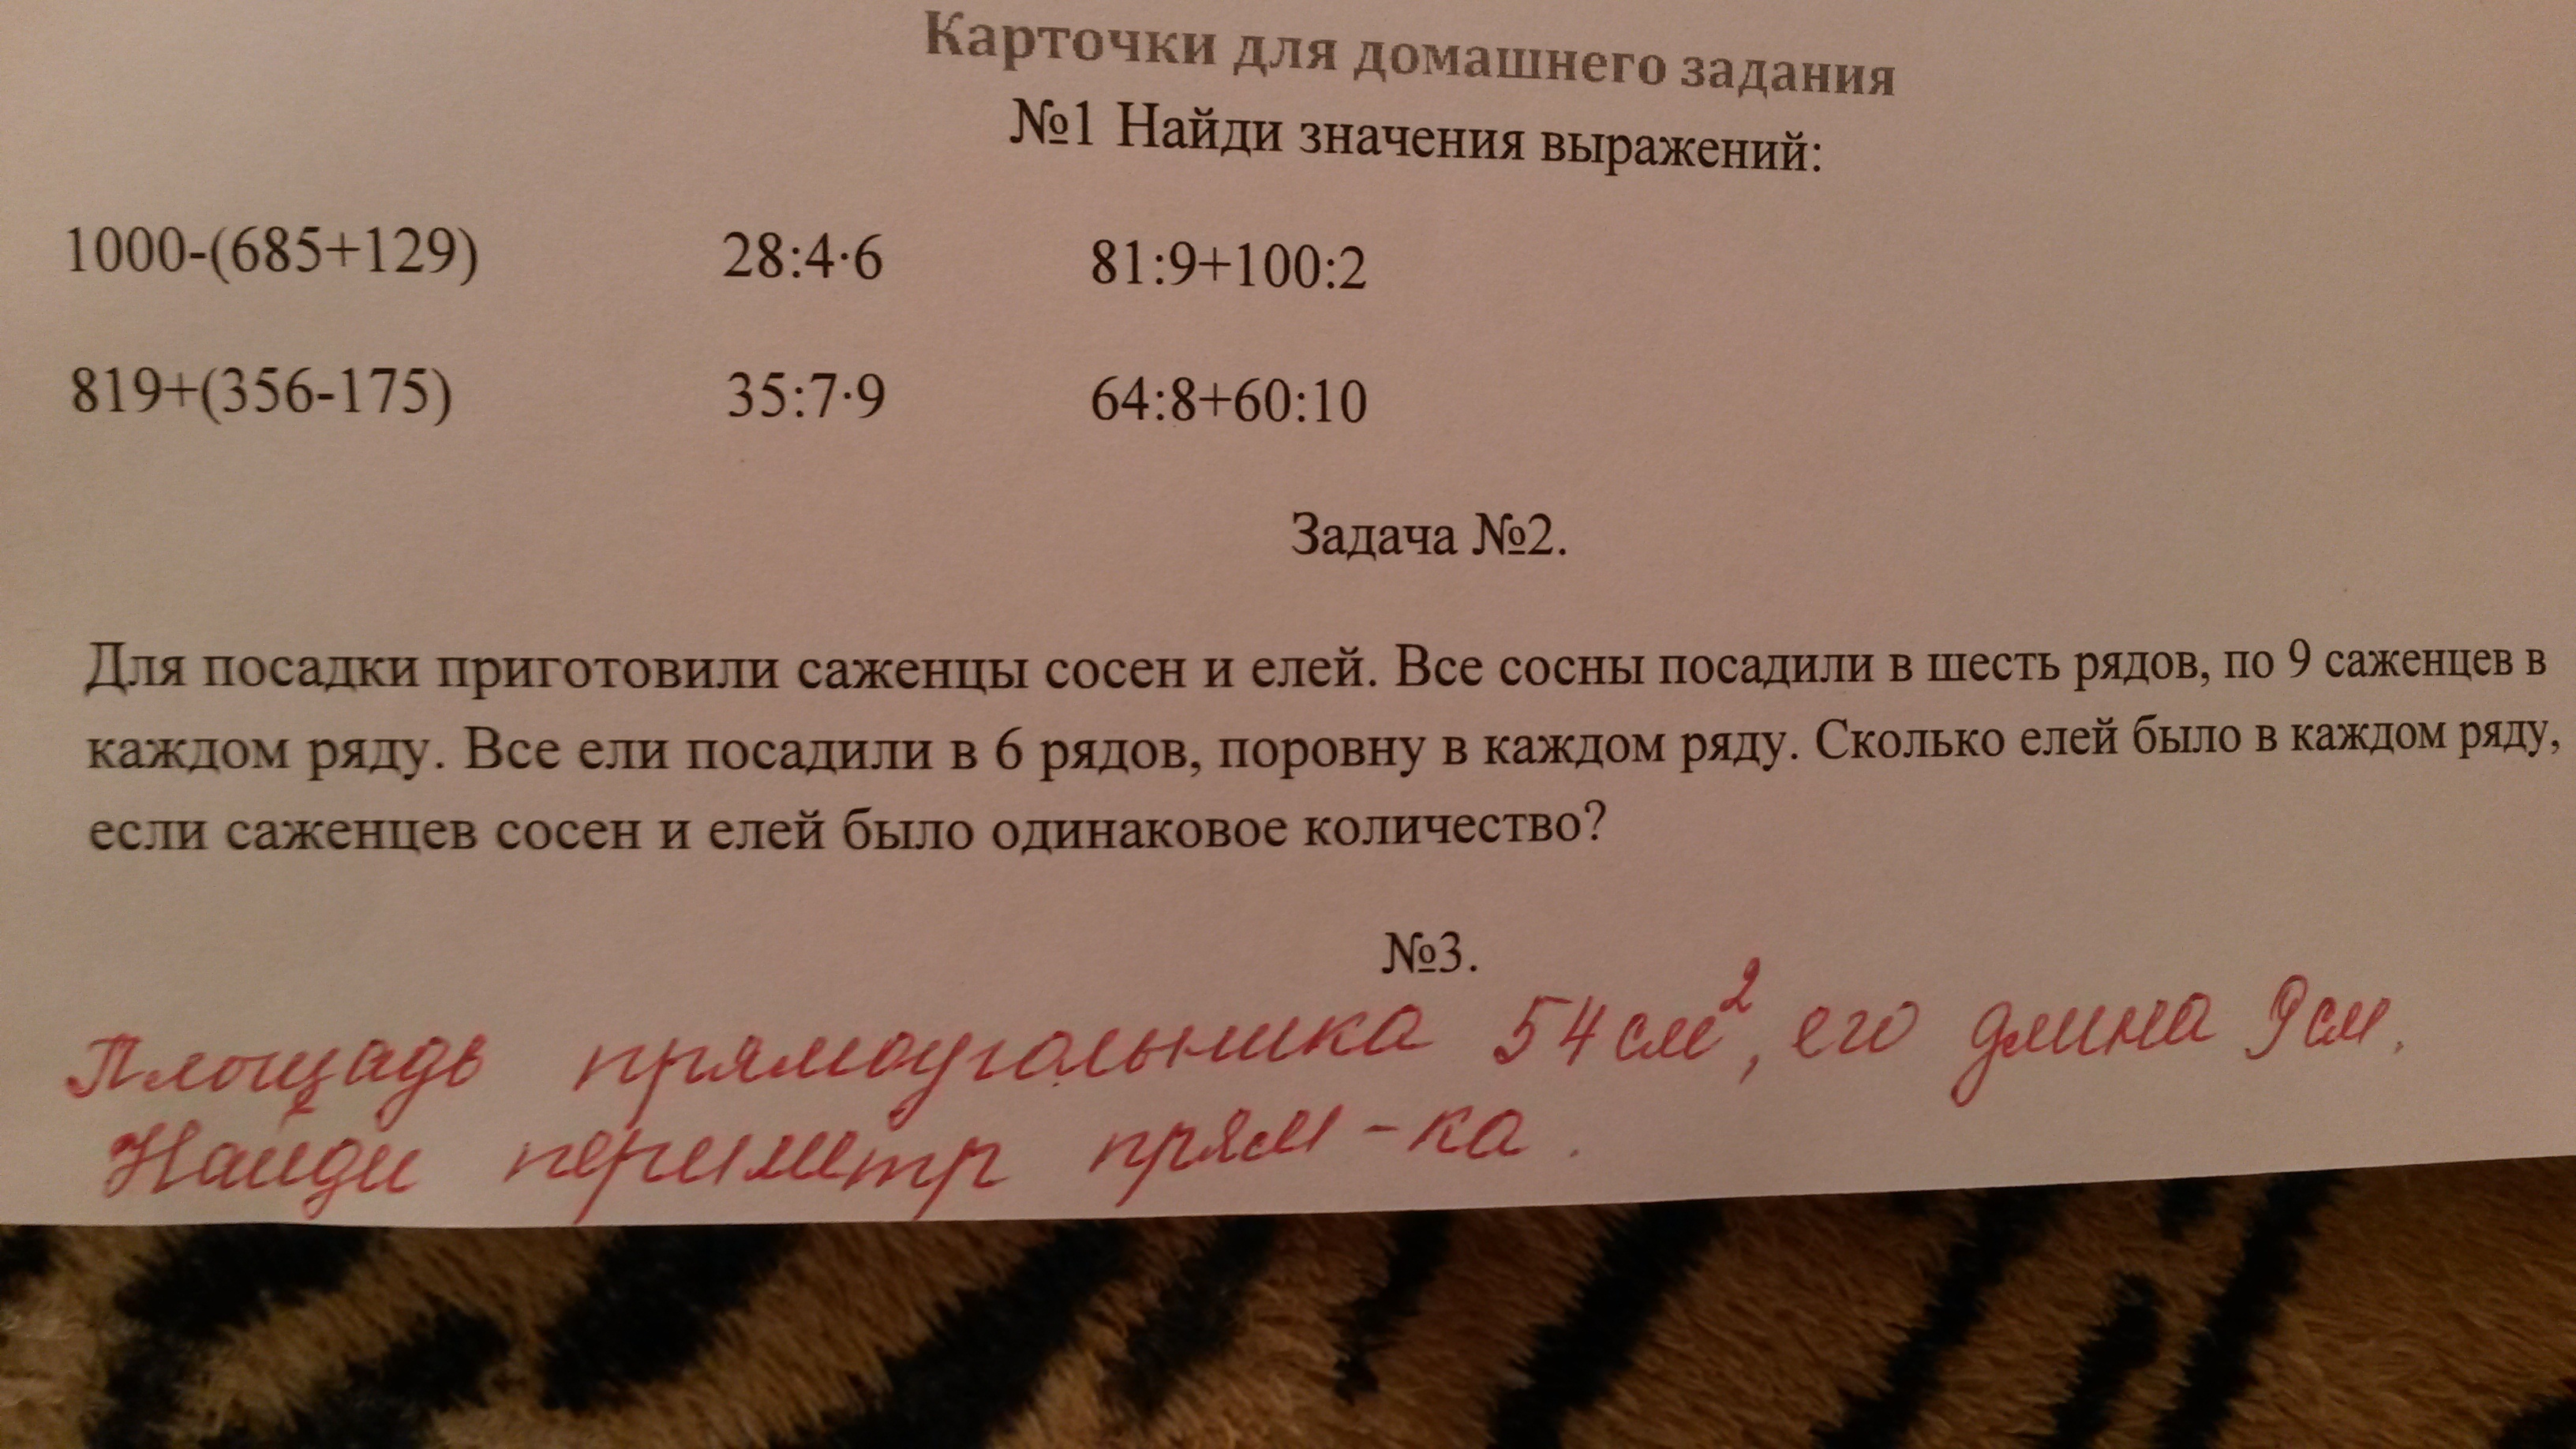 Карточки для домашнего задания
№1 Найди значения выражений:
1000-(685+129) 28:4·6 81:9+100:2
819+(356-175) 35:7·9 64:8+60:10
Задача №2.
Для посадки приготовили саженцы сосен и елей. Все сосны посадили в шесть рядов, по 9 саженцев в
каждом ряду. Все ели посадили в 6 рядов, поровну в каждом ряду. Сколько елей было в каждом ряду,
если саженцев сосен и елей было одинаковое количество?
№3.
Площадь прямоугольника 54 см², его длина 9 см.
Найди периметр прям-ка.